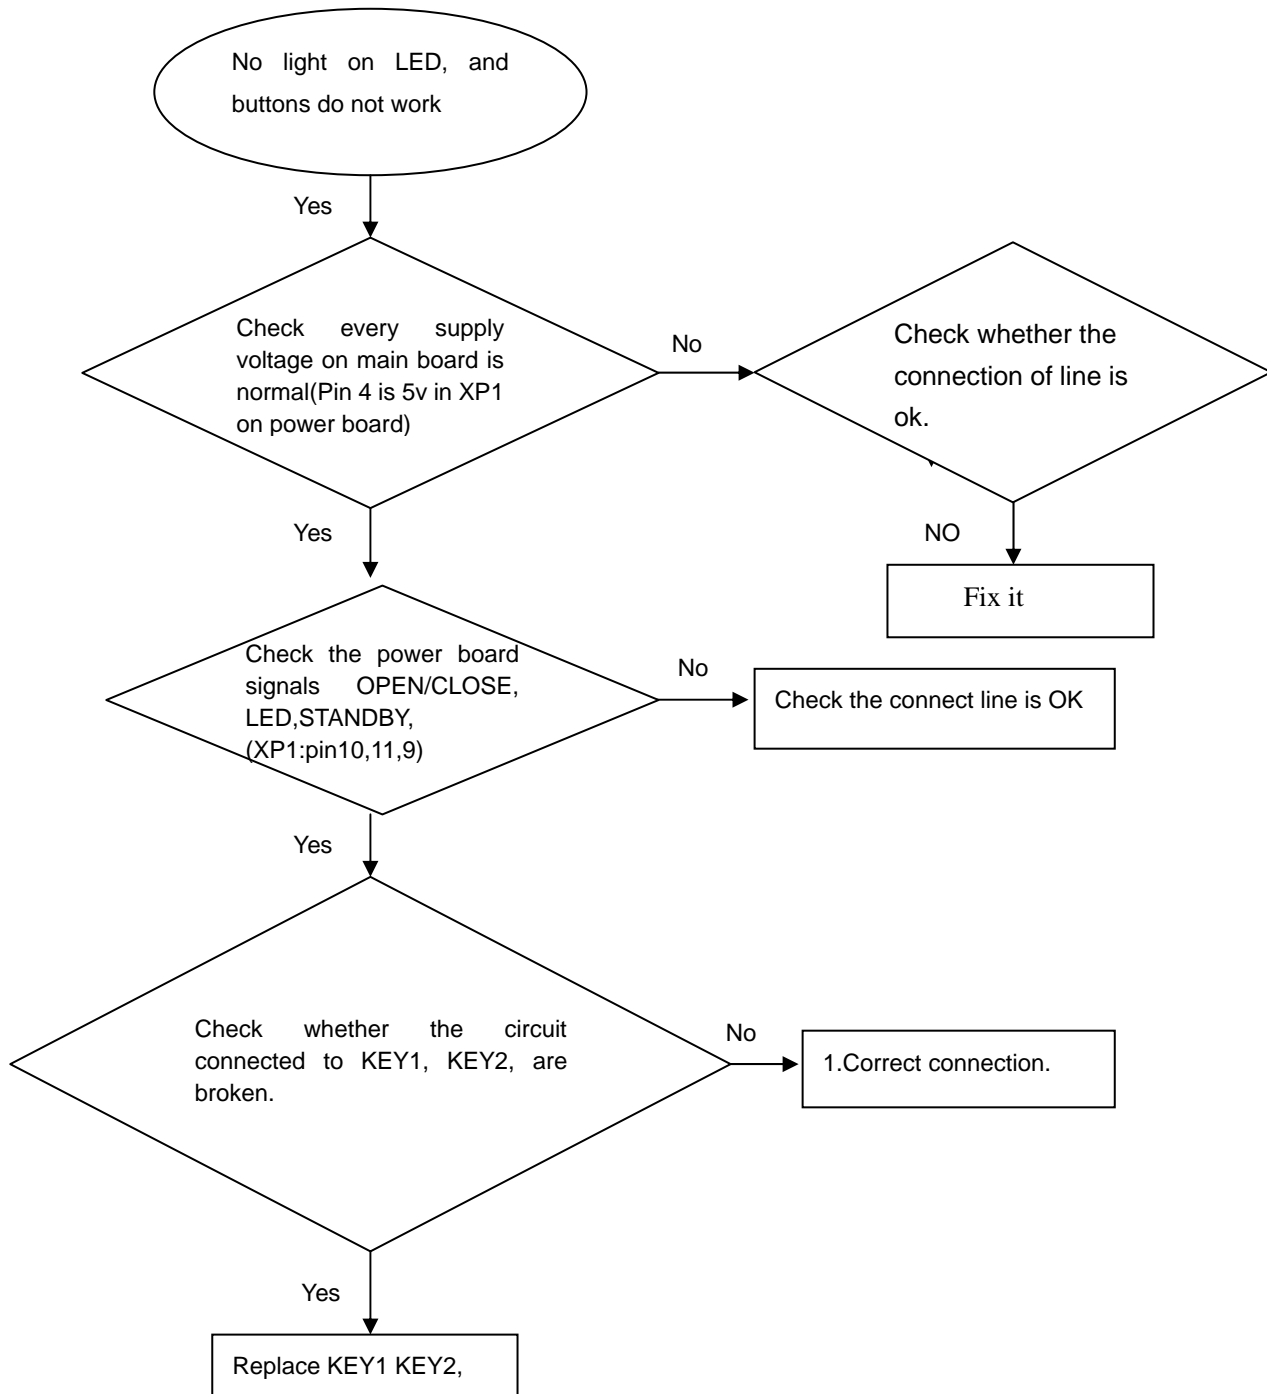 No light on LED, and
buttons do not work
Yes
Check every supply
voltage on main board is
normal(Pin 4 is 5v in XP1
on power board)
No
Check whether the
connection of line is
ok.
Yes
NO
Fix it
Check the power board
signals OPEN/CLOSE,
LED,STANDBY,
(XP1:pin10,11,9)
No
Check the connect line is OK
Yes
Check whether the circuit
connected to KEY1, KEY2, are
broken.
No
1.Correct connection.
Yes
Replace KEY1 KEY2,